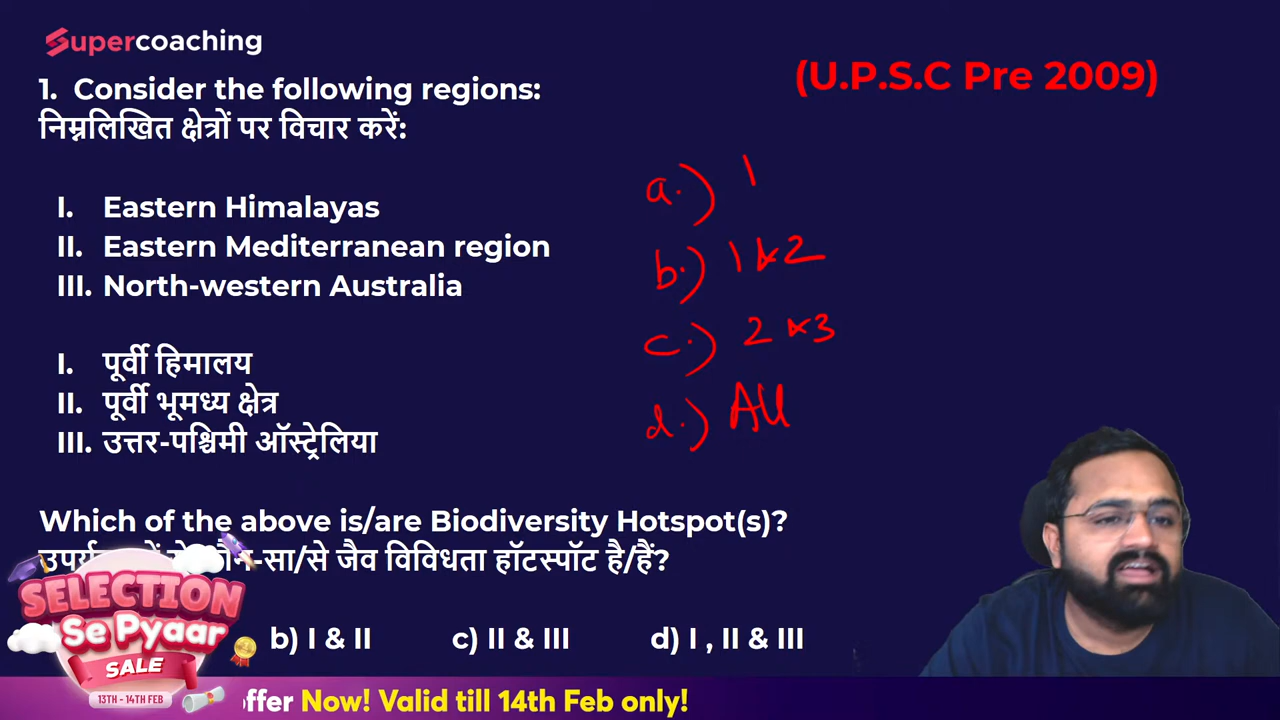 Supercoaching
(U.P.S.C Pre 2009)
1. Consider the following regions:
निम्नलिखित क्षेत्रों पर विचार करें:
I. Eastern Himalayas
II. Eastern Mediterranean region
III. North-western Australia
I. पूर्वी हिमालय
II. पूर्वी भूमध्य क्षेत्र
III. उत्तर-पश्चिमी ऑस्ट्रेलिया
a.) 1
b.) 1 & 2
c.) 2 & 3
d.) All
Which of the above is/are Biodiversity Hotspot(s)?
जैव विविधता हॉटस्पॉट है/हैं?
b) I & II c) II & III d) I , II & III
SELECTION
Se Pyaar
SALE
13TH - 14TH FEB
offer Now! Valid till 14th Feb only!